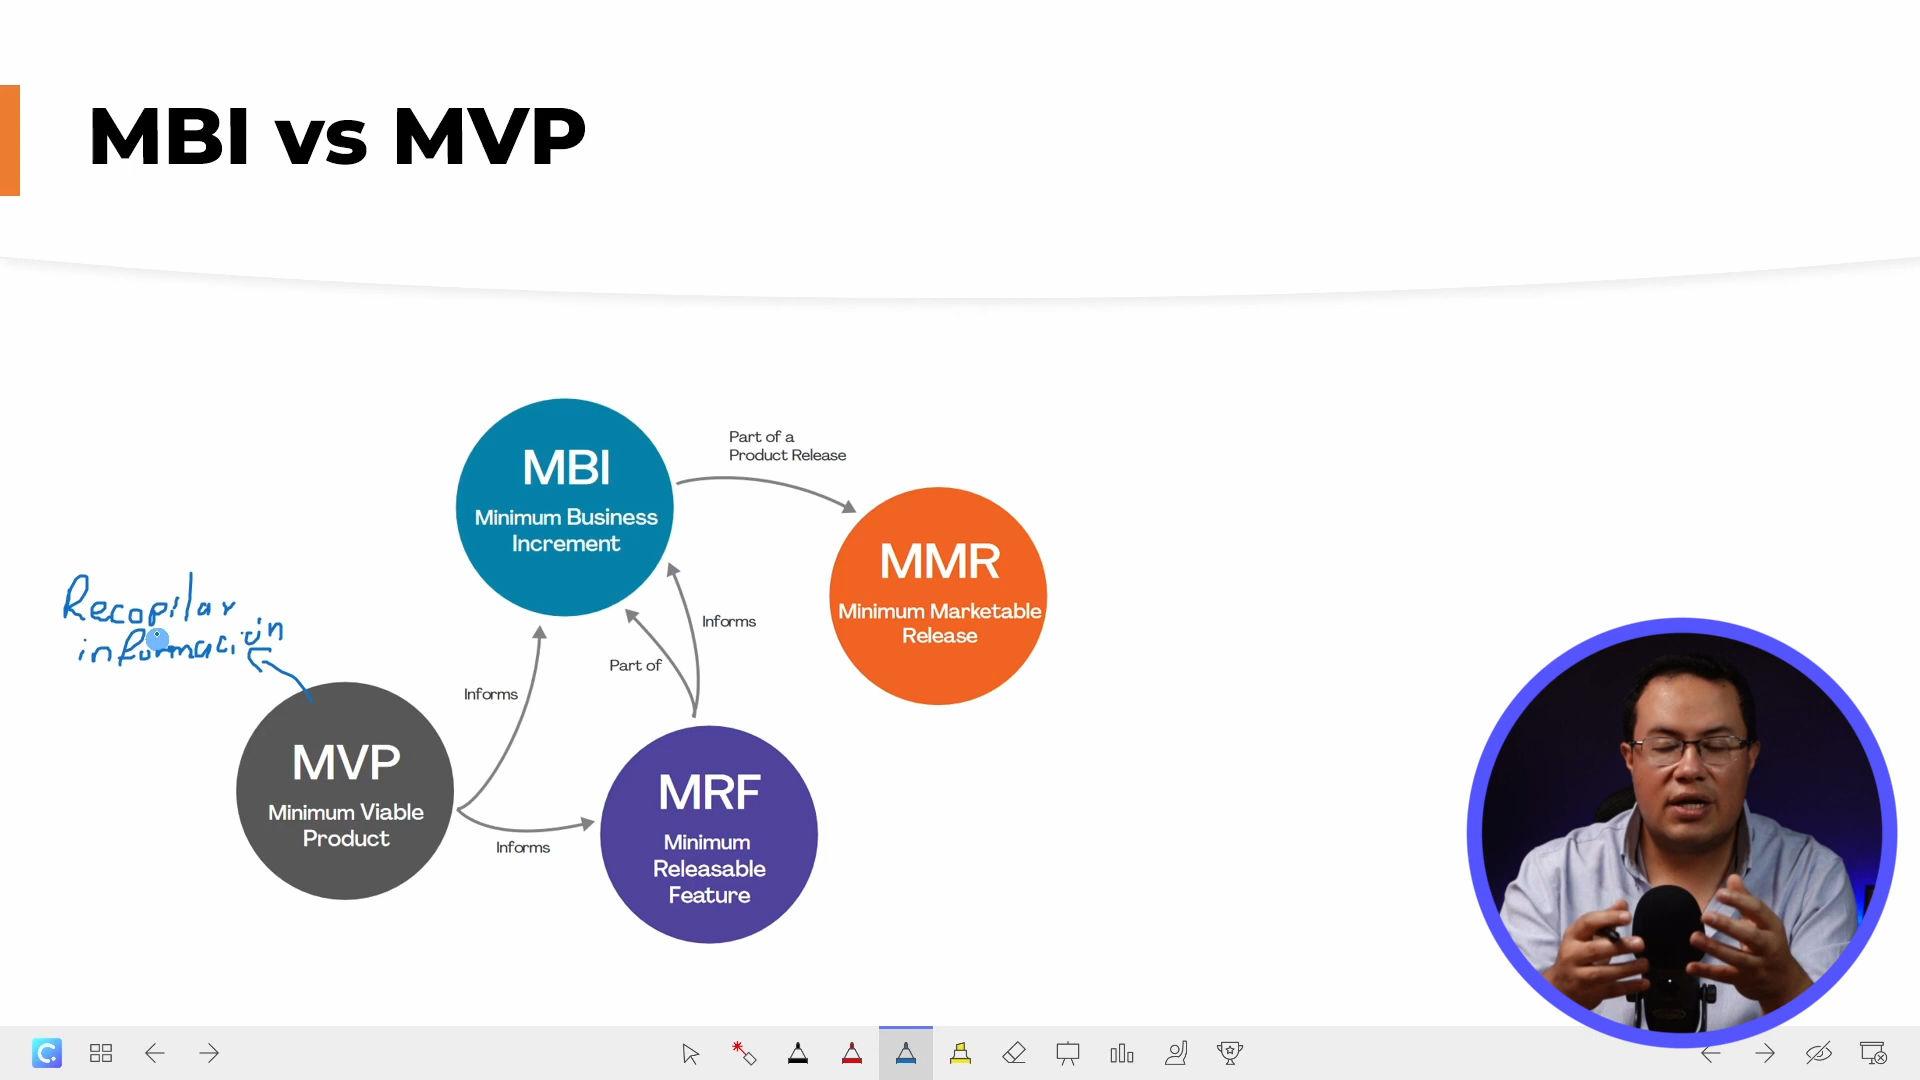 MBI vs MVP
MBI
Minimum Business
Increment
Part of a
Product Release
MMR
Minimum Marketable
Release
Recopilar
información
Informs
Part of
Informs
MVP
Minimum Viable
Product
Informs
MRF
Minimum
Releasable
Feature